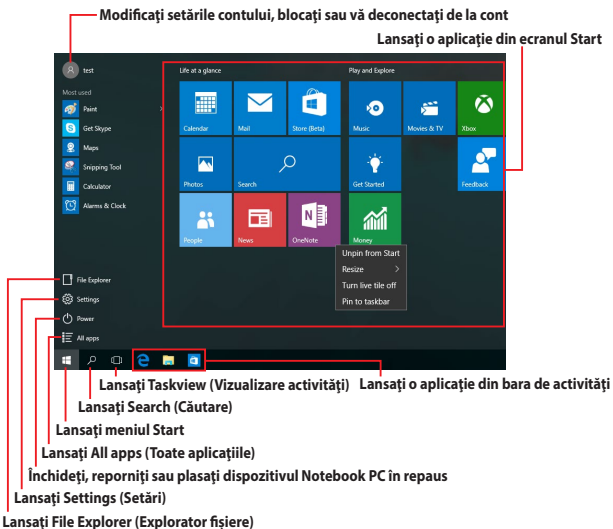 Modificați setările contului, blocați sau vă deconectați de la cont
Lansați o aplicație din ecranul Start
test
Most used
Paint
Get Skype
Maps
Snipping Tool
Calculator
Alarms & Clock
File Explorer
Settings
Power
All apps
Life at a glance
Play and Explore
Calendar
Mail
Store (Beta)
Music
Movies & TV
Xbox
Photos
Search
Get Started
Feedback
People
News
OneNote
Money
Unpin from Start
Resize
Turn live tile off
Pin to taskbar
Lansați Taskview (Vizualizare activități)
Lansați o aplicație din bara de activități
Lansați Search (Căutare)
Lansați meniul Start
Lansați All apps (Toate aplicațiile)
Închideți, reporniți sau plasați dispozitivul Notebook PC în repaus
Lansați Settings (Setări)
Lansați File Explorer (Explorator fișiere)